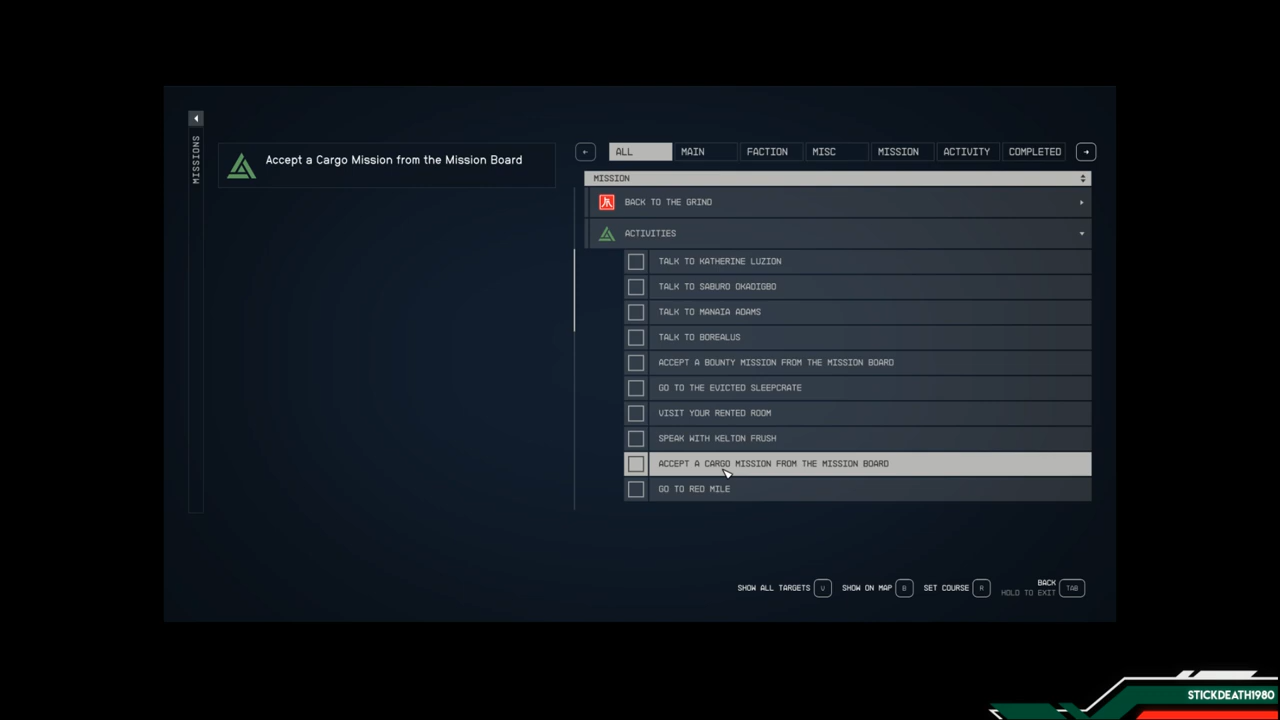 MISSIONS
Accept a Cargo Mission from the Mission Board
ALL
MAIN
FACTION
MISC
MISSION
ACTIVITY
COMPLETED
MISSION
BACK TO THE GRIND
ACTIVITIES
TALK TO KATHERINE LUZION
TALK TO SABURO OKADIGBO
TALK TO MANAIA ADAMS
TALK TO BOREALUS
ACCEPT A BOUNTY MISSION FROM THE MISSION BOARD
GO TO THE EVICTED SLEEPCRATE
VISIT YOUR RENTED ROOM
SPEAK WITH KELTON FRUSH
ACCEPT A CARGO MISSION FROM THE MISSION BOARD
GO TO RED MILE
SHOW ALL TARGETS V
SHOW ON MAP B
SET COURSE R
BACK
HOLD TO EXIT TAB
STICKDEATH1980